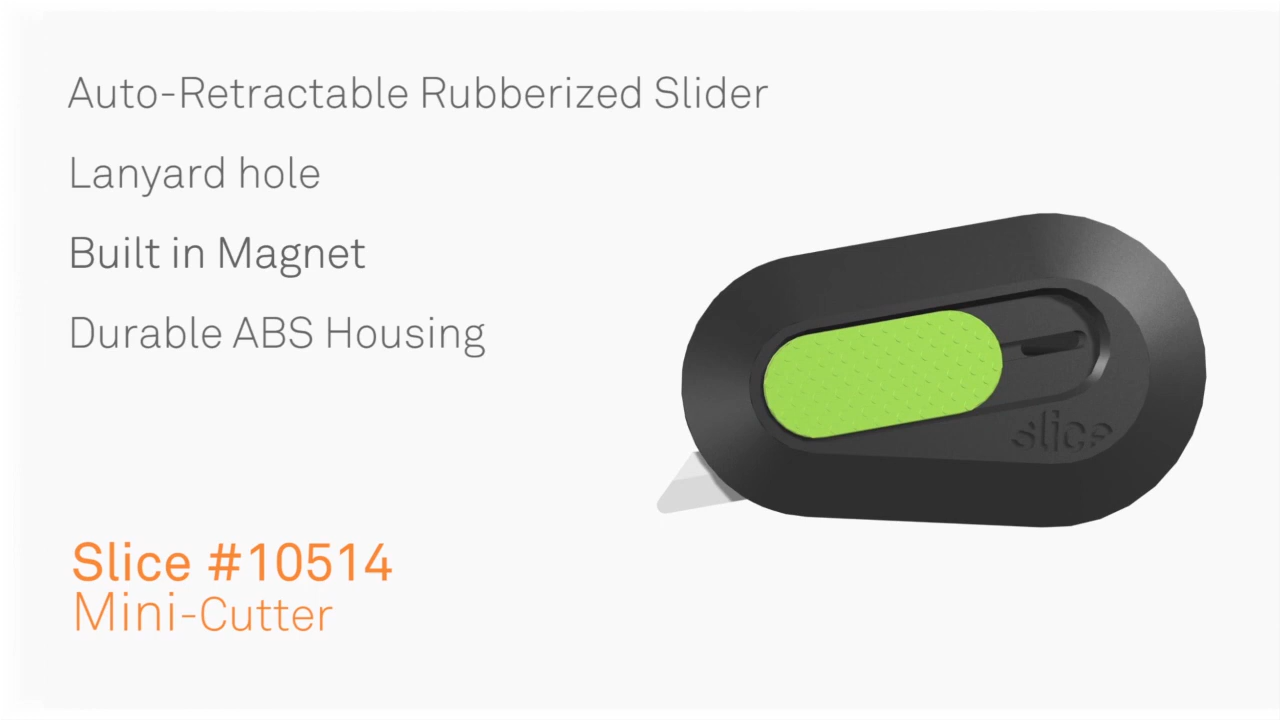 Auto-Retractable Rubberized Slider
Lanyard hole
Built in Magnet
Durable ABS Housing
slice
Slice #10514
Mini-Cutter